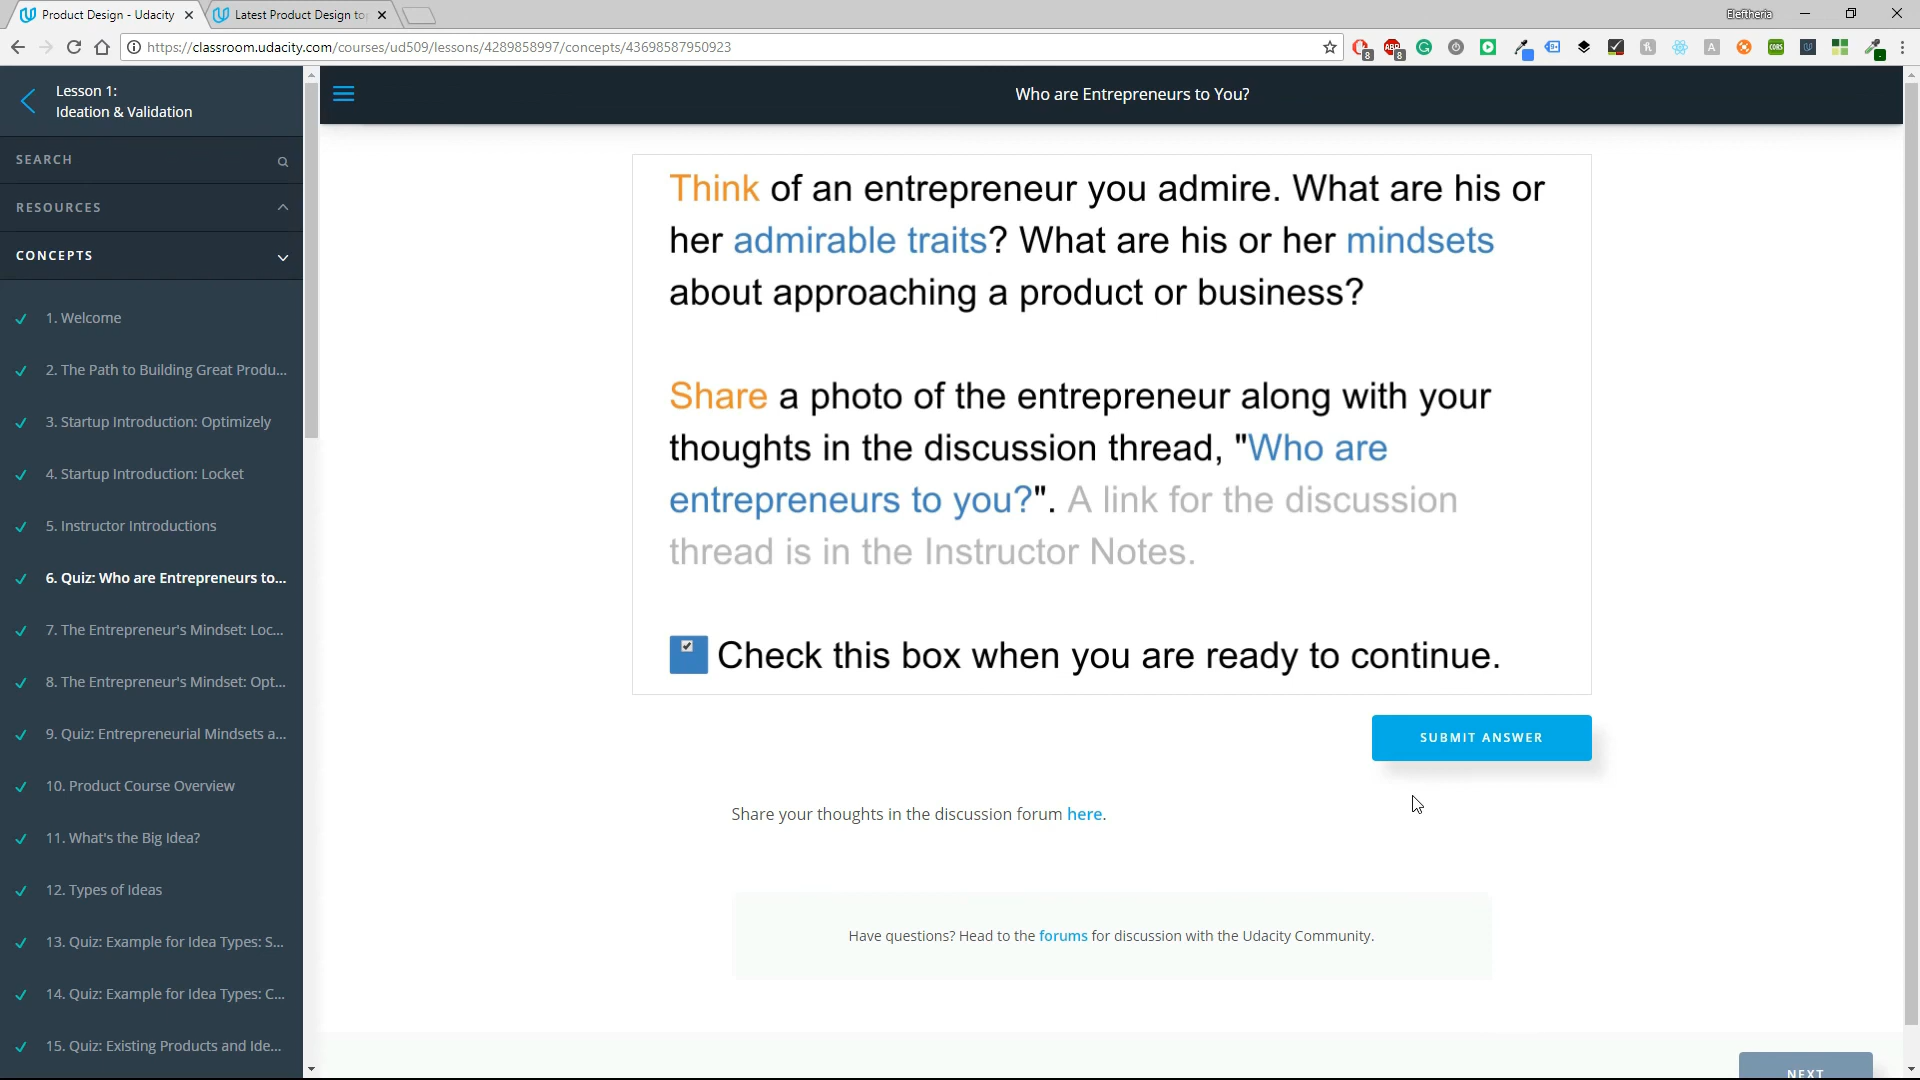 Product Design - Udacity
Latest Product Design to
Eleftheria
https://classroom.udacity.com/courses/ud509/lessons/4289858997/concepts/43698587950923
Lesson 1:
Ideation & Validation
SEARCH
RESOURCES
CONCEPTS
1. Welcome
2. The Path to Building Great Produ...
3. Startup Introduction: Optimizely
4. Startup Introduction: Locket
5. Instructor Introductions
6. Quiz: Who are Entrepreneurs to...
7. The Entrepreneur's Mindset: Loc...
8. The Entrepreneur's Mindset: Opt...
9. Quiz: Entrepreneurial Mindsets a...
10. Product Course Overview
11. What's the Big Idea?
12. Types of Ideas
13. Quiz: Example for Idea Types: S...
14. Quiz: Example for Idea Types: C...
15. Quiz: Existing Products and Ide...
Who are Entrepreneurs to You?
Think of an entrepreneur you admire. What are his or
her admirable traits? What are his or her mindsets
about approaching a product or business?
Share a photo of the entrepreneur along with your
thoughts in the discussion thread, "Who are
entrepreneurs to you?". A link for the discussion
thread is in the Instructor Notes.
Check this box when you are ready to continue.
SUBMIT ANSWER
Share your thoughts in the discussion forum here.
Have questions? Head to the forums for discussion with the Udacity Community.
NEXT